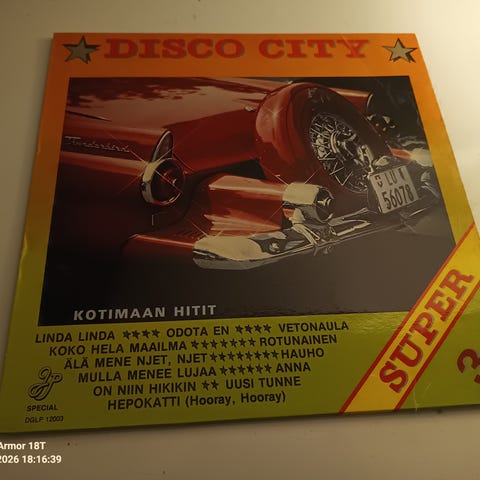 DISCO CITY
Thunderbird
LU
56078
KOTIMAAN HITIT
LINDA LINDA ★★★★ ODOTA EN ★★★★ VETONAULA
KOKO HELA MAAILMA ★★★★★★★ ROTUNAINEN
ÄLÄ MENE NJET, NJET ★★★★★★★★ HAUHO
MULLA MENEE LUJAA ★★★★★★ ANNA
ON NIIN HIKIKIN ★★ UUSI TUNNE
HEPOKATTI (Hooray, Hooray)
SPECIAL
DGLP 12003
SUPER
3
Armor 18T
2026 18:16:39